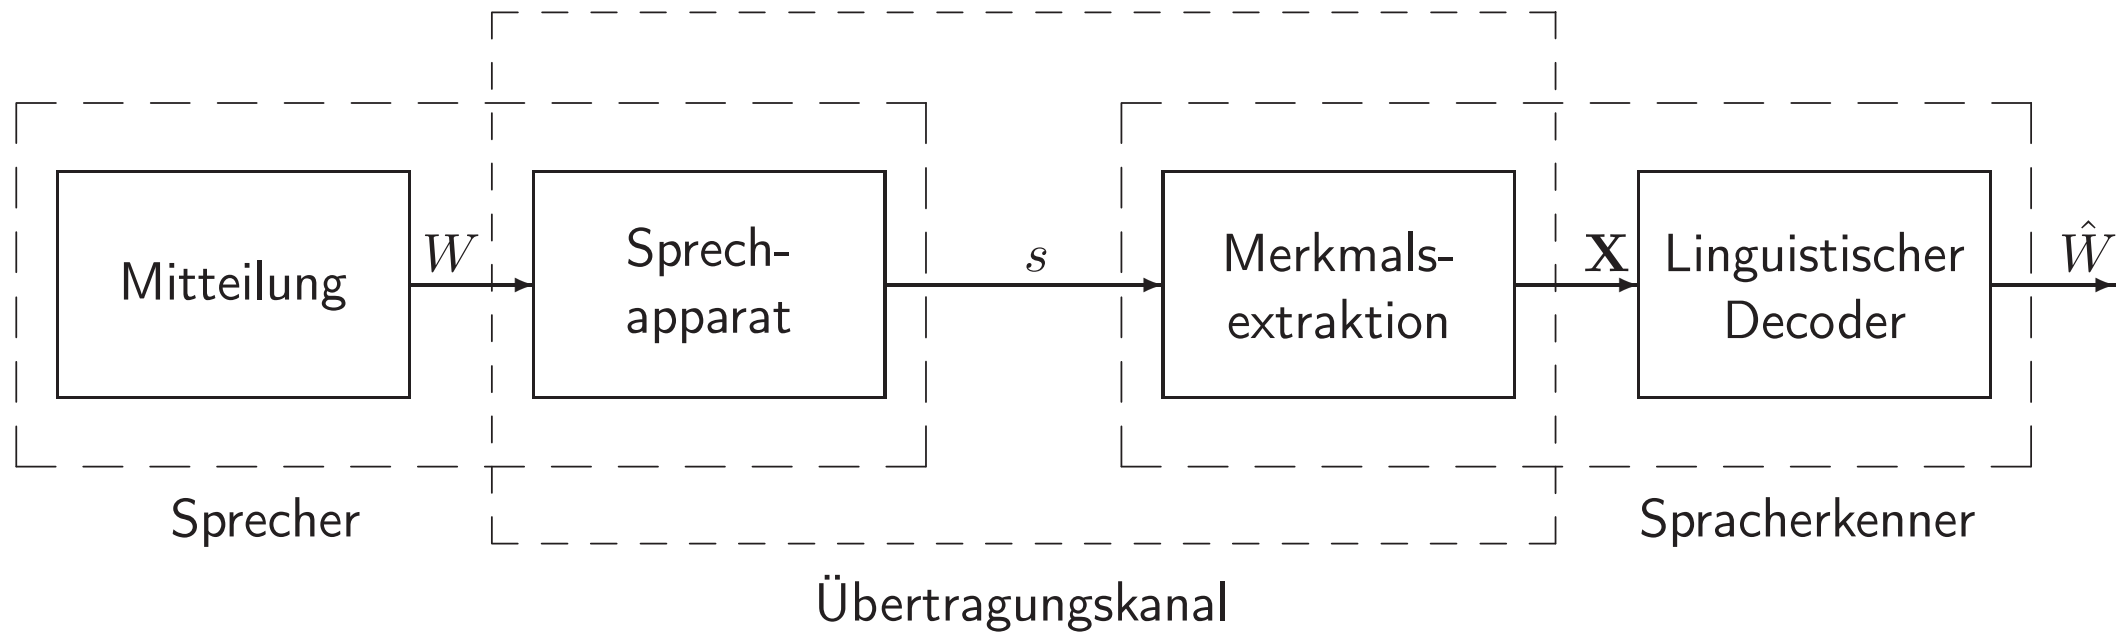 Mitteilung
W
Sprech-
apparat
s
Merkmals-
extraktion
X
Linguistischer
Decoder
Ŵ
Sprecher
Spracherkenner
Übertragungskanal